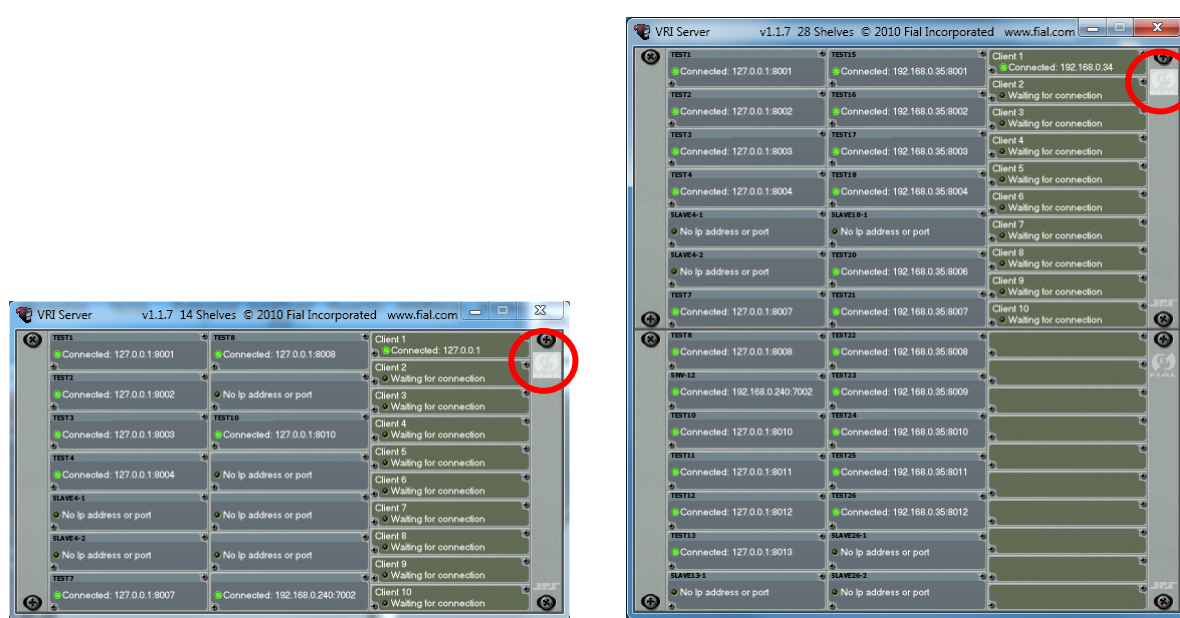 VRI Server v1.1.7 14 Shelves © 2010 Fial Incorporated www.fial.com
TEST1
Connected: 127.0.0.1:8001
TEST2
Connected: 127.0.0.1:8002
TEST3
Connected: 127.0.0.1:8003
TEST4
Connected: 127.0.0.1:8004
SLAVE4-1
No Ip address or port
SLAVE4-2
No Ip address or port
TEST7
Connected: 127.0.0.1:8007
TEST8
Connected: 127.0.0.1:8008
No Ip address or port
TEST10
Connected: 127.0.0.1:8010
No Ip address or port
No Ip address or port
No Ip address or port
Connected: 192.168.0.240:7002
Client 1
Connected: 127.0.0.1
Client 2
Waiting for connection
Client 3
Waiting for connection
Client 4
Waiting for connection
Client 5
Waiting for connection
Client 6
Waiting for connection
Client 7
Waiting for connection
Client 8
Waiting for connection
Client 9
Waiting for connection
Client 10
Waiting for connection
FIAL
JPS
VRI Server v1.1.7 28 Shelves © 2010 Fial Incorporated www.fial.com
TEST1
Connected: 127.0.0.1:8001
TEST2
Connected: 127.0.0.1:8002
TEST3
Connected: 127.0.0.1:8003
TEST4
Connected: 127.0.0.1:8004
SLAVE4-1
No Ip address or port
SLAVE4-2
No Ip address or port
TEST7
Connected: 127.0.0.1:8007
TEST15
Connected: 192.168.0.35:8001
TEST16
Connected: 192.168.0.35:8002
TEST17
Connected: 192.168.0.35:8003
TEST18
Connected: 192.168.0.35:8004
SLAVE18-1
No Ip address or port
TEST20
Connected: 192.168.0.35:8006
TEST21
Connected: 192.168.0.35:8007
Client 1
Connected: 192.168.0.34
Client 2
Waiting for connection
Client 3
Waiting for connection
Client 4
Waiting for connection
Client 5
Waiting for connection
Client 6
Waiting for connection
Client 7
Waiting for connection
Client 8
Waiting for connection
Client 9
Waiting for connection
Client 10
Waiting for connection
JPS
TEST8
Connected: 127.0.0.1:8008
SNV-12
Connected: 192.168.0.240:7002
TEST10
Connected: 127.0.0.1:8010
TEST11
Connected: 127.0.0.1:8011
TEST12
Connected: 127.0.0.1:8012
TEST13
Connected: 127.0.0.1:8013
SLAVE13-1
No Ip address or port
TEST22
Connected: 192.168.0.35:8008
TEST23
Connected: 192.168.0.35:8009
TEST24
Connected: 192.168.0.35:8010
TEST25
Connected: 192.168.0.35:8011
TEST26
Connected: 192.168.0.35:8012
SLAVE26-1
No Ip address or port
SLAVE26-2
No Ip address or port
FIAL
JPS